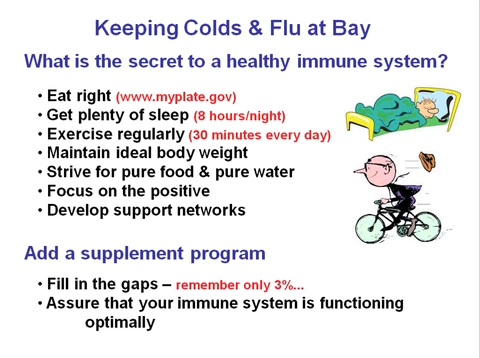 Keeping Colds & Flu at Bay
What is the secret to a healthy immune system?
• Eat right (www.myplate.gov)
• Get plenty of sleep (8 hours/night)
• Exercise regularly (30 minutes every day)
• Maintain ideal body weight
• Strive for pure food & pure water
• Focus on the positive
• Develop support networks
Add a supplement program
• Fill in the gaps – remember only 3%...
• Assure that your immune system is functioning
optimally